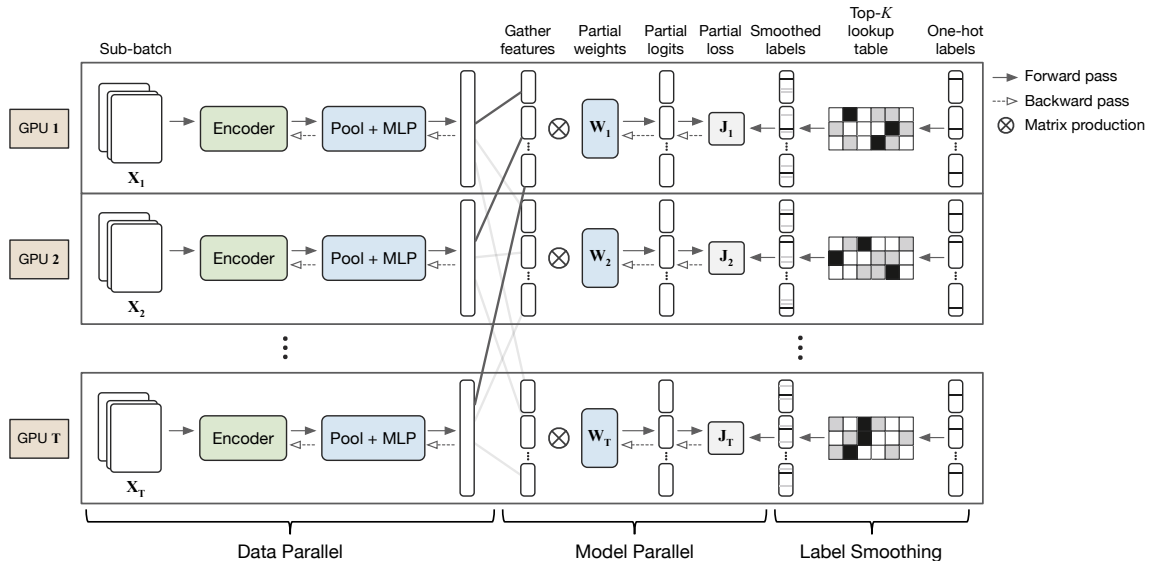 Sub-batch
Gather features
Partial weights
Partial logits
Partial loss
Smoothed labels
Top-K lookup table
One-hot labels
Forward pass
Backward pass
Matrix production
GPU 1
X1
Encoder
Pool + MLP
W1
J1
GPU 2
X2
Encoder
Pool + MLP
W2
J2
GPU T
XT
Encoder
Pool + MLP
WT
JT
Data Parallel
Model Parallel
Label Smoothing